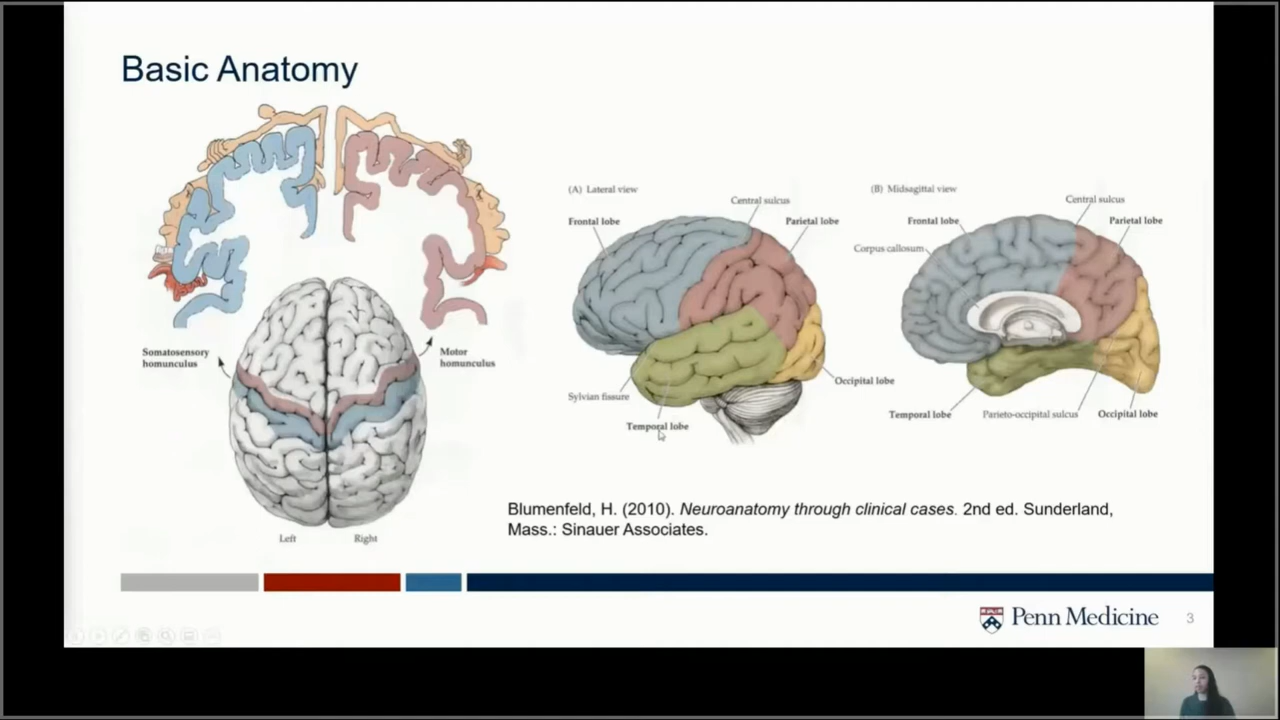 Basic Anatomy
Somatosensory
homunculus
Motor
homunculus
Left
Right
(A) Lateral view
Central sulcus
Frontal lobe
Parietal lobe
Sylvian fissure
Temporal lobe
Occipital lobe
(B) Midsagittal view
Central sulcus
Frontal lobe
Parietal lobe
Corpus callosum
Temporal lobe
Parieto-occipital sulcus
Occipital lobe
Blumenfeld, H. (2010). Neuroanatomy through clinical cases. 2nd ed. Sunderland,
Mass.: Sinauer Associates.
Penn Medicine
3